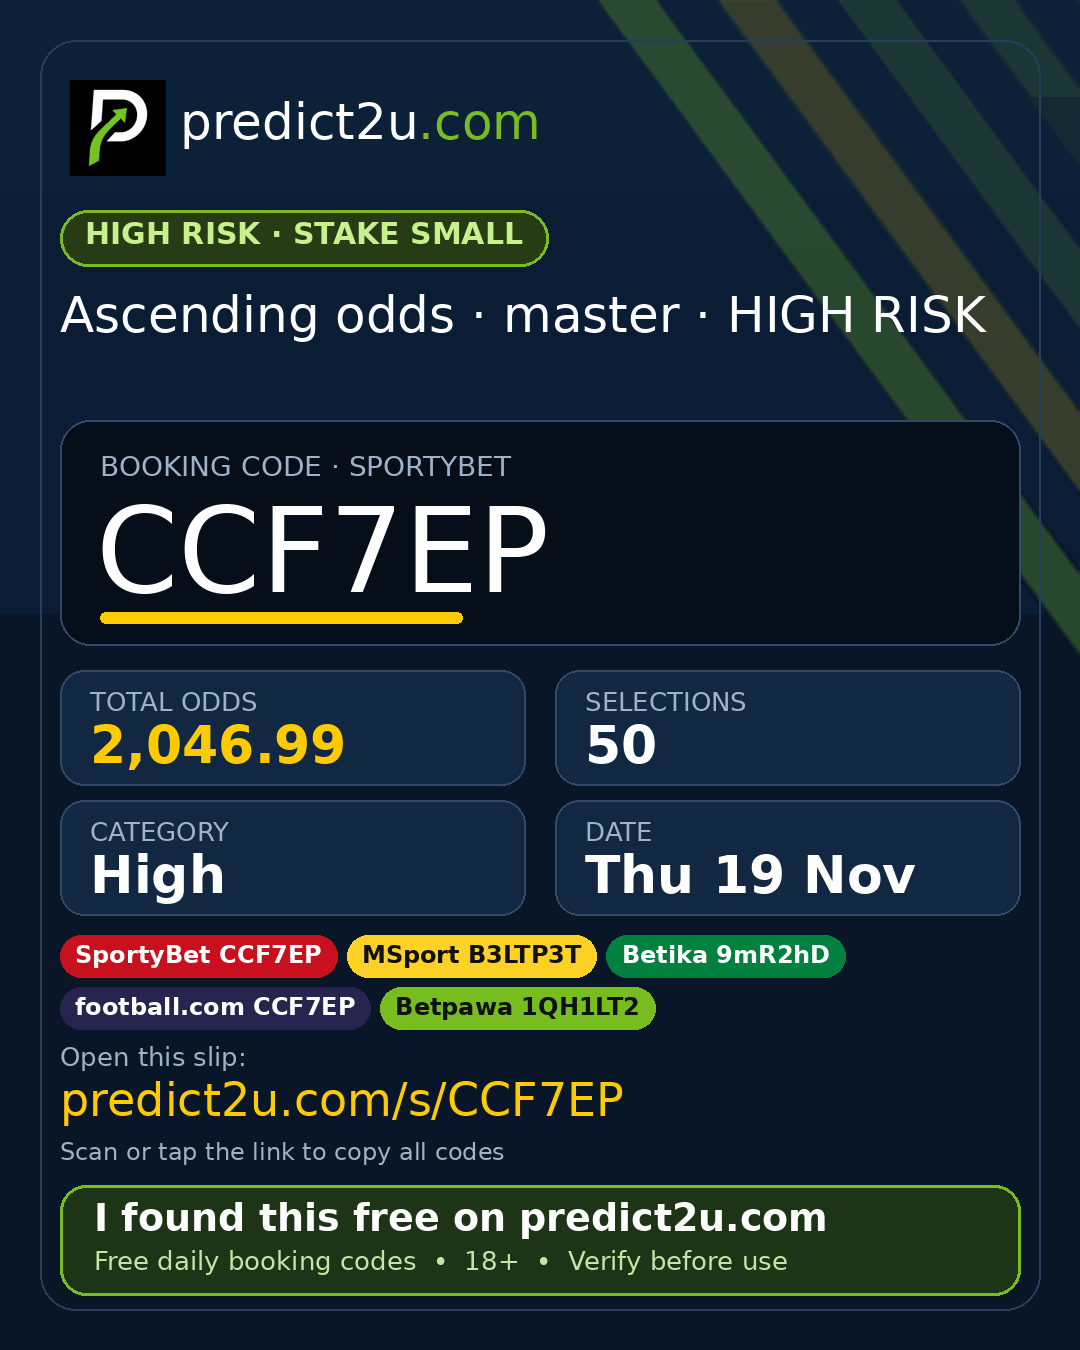 predict2u.com
HIGH RISK · STAKE SMALL
Ascending odds · master · HIGH RISK
BOOKING CODE · SPORTYBET
CCF7EP
TOTAL ODDS
2,046.99
SELECTIONS
50
CATEGORY
High
DATE
Thu 19 Nov
SportyBet CCF7EP
MSport B3LTP3T
Betika 9mR2hD
football.com CCF7EP
Betpawa 1QH1LT2
Open this slip:
predict2u.com/s/CCF7EP
Scan or tap the link to copy all codes
I found this free on predict2u.com
Free daily booking codes • 18+ • Verify before use